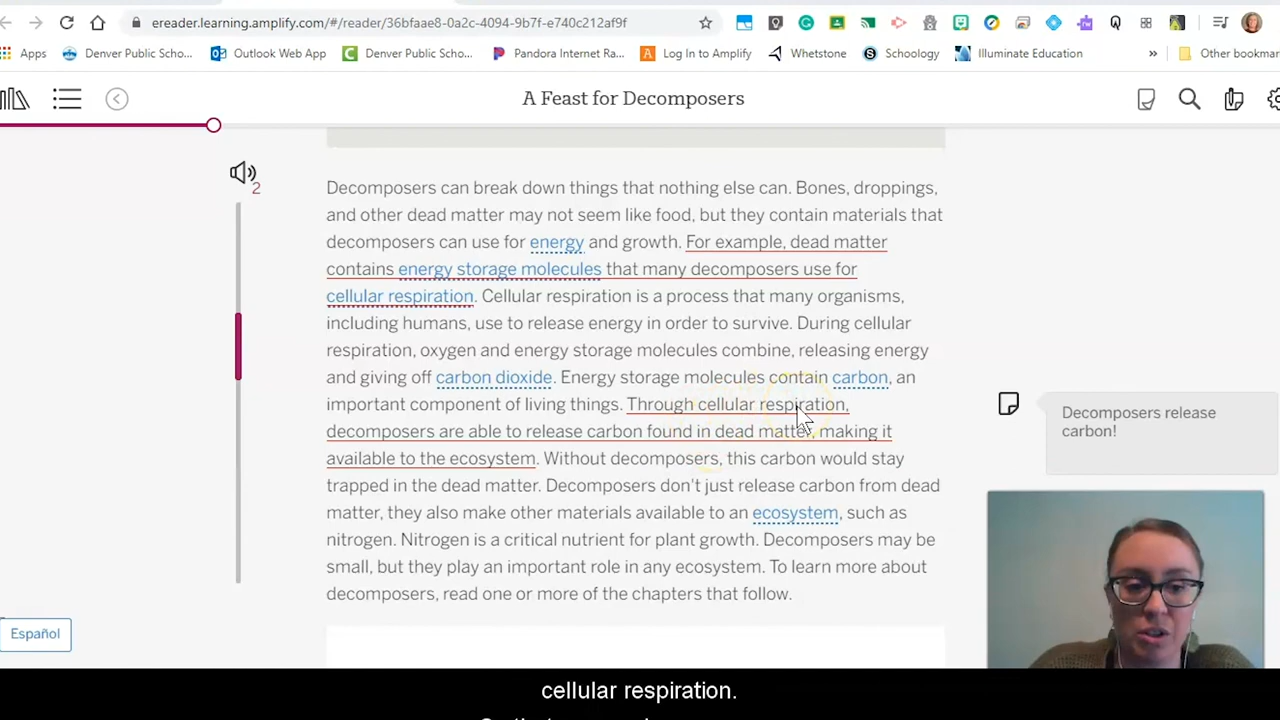 ereader.learning.amplify.com/#/reader/36bfaae8-0a2c-4094-9b7f-e740c212af9f
Apps Denver Public Scho... Outlook Web App Denver Public Scho... Pandora Internet Ra... Log In to Amplify Whetstone Schoology Illuminate Education » Other bookmar
A Feast for Decomposers
2
Decomposers can break down things that nothing else can. Bones, droppings,
and other dead matter may not seem like food, but they contain materials that
decomposers can use for energy and growth. For example, dead matter
contains energy storage molecules that many decomposers use for
cellular respiration. Cellular respiration is a process that many organisms,
including humans, use to release energy in order to survive. During cellular
respiration, oxygen and energy storage molecules combine, releasing energy
and giving off carbon dioxide. Energy storage molecules contain carbon, an
important component of living things. Through cellular respiration,
decomposers are able to release carbon found in dead matter, making it
available to the ecosystem. Without decomposers, this carbon would stay
trapped in the dead matter. Decomposers don't just release carbon from dead
matter, they also make other materials available to an ecosystem, such as
nitrogen. Nitrogen is a critical nutrient for plant growth. Decomposers may be
small, but they play an important role in any ecosystem. To learn more about
decomposers, read one or more of the chapters that follow.
Decomposers release
carbon!
Español
cellular respiration.